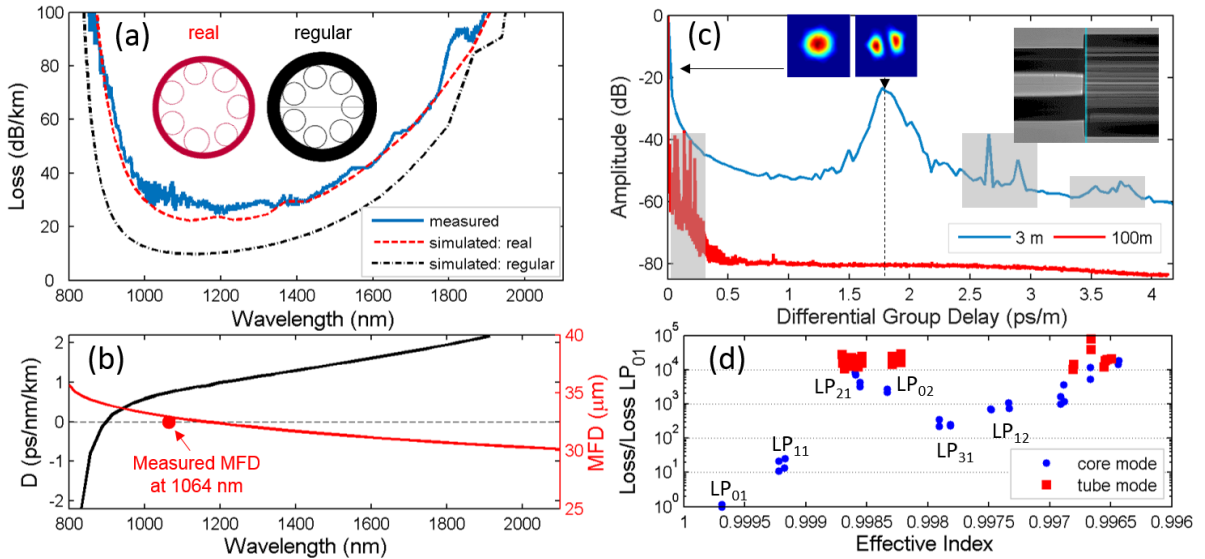 (a)
real
regular
100
80
60
40
20
0
Loss (dB/km)
measured
simulated: real
simulated: regular
800
1000
1200
1400
1600
1800
2000
Wavelength (nm)
(b)
2
1
0
-1
-2
D (ps/nm/km)
40
35
30
25
MFD (μm)
Measured MFD
at 1064 nm
800
1000
1200
1400
1600
1800
2000
Wavelength (nm)
(c)
0
-20
-40
-60
-80
Amplitude (dB)
3 m
100m
0
0.5
1
1.5
2
2.5
3
3.5
4
Differential Group Delay (ps/m)
(d)
10^5
10^4
10^3
10^2
10^1
10^0
Loss/Loss LP01
LP21
LP02
LP11
LP31
LP12
LP01
core mode
tube mode
1
0.9995
0.999
0.9985
0.998
0.9975
0.997
0.9965
0.996
Effective Index